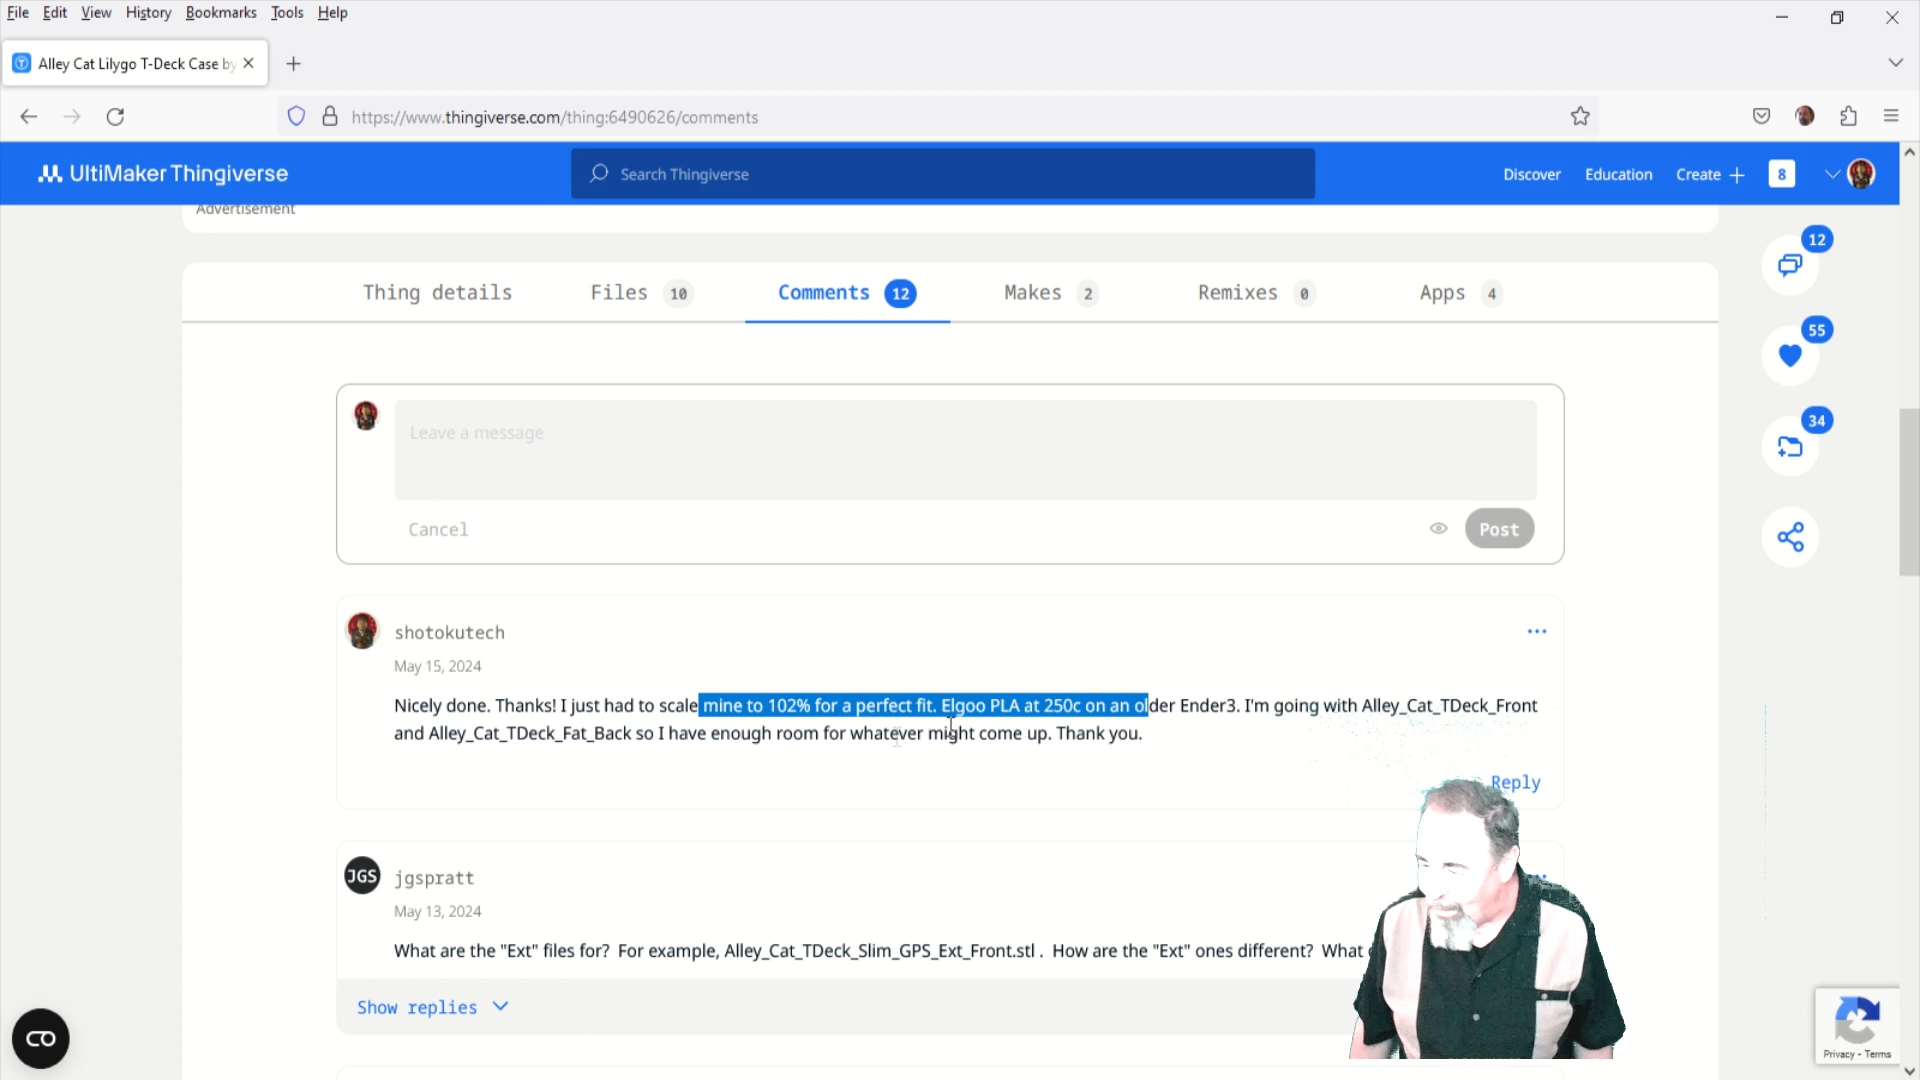 File Edit View History Bookmarks Tools Help
Alley Cat Lilygo T-Deck Case by
https://www.thingiverse.com/thing:6490626/comments
UltiMaker Thingiverse
Search Thingiverse
Discover Education Create + 8
Advertisement
Thing details Files 10 Comments 12 Makes 2 Remixes 0 Apps 4
12
55
34
Leave a message
Cancel Post
shotokutech
May 15, 2024
Nicely done. Thanks! I just had to scale mine to 102% for a perfect fit. Elgoo PLA at 250c on an older Ender3. I'm going with Alley_Cat_TDeck_Front
and Alley_Cat_TDeck_Fat_Back so I have enough room for whatever might come up. Thank you.
Reply
JGS jgspratt
May 13, 2024
What are the "Ext" files for? For example, Alley_Cat_TDeck_Slim_GPS_Ext_Front.stl . How are the "Ext" ones different? What
Show replies
Privacy - Terms